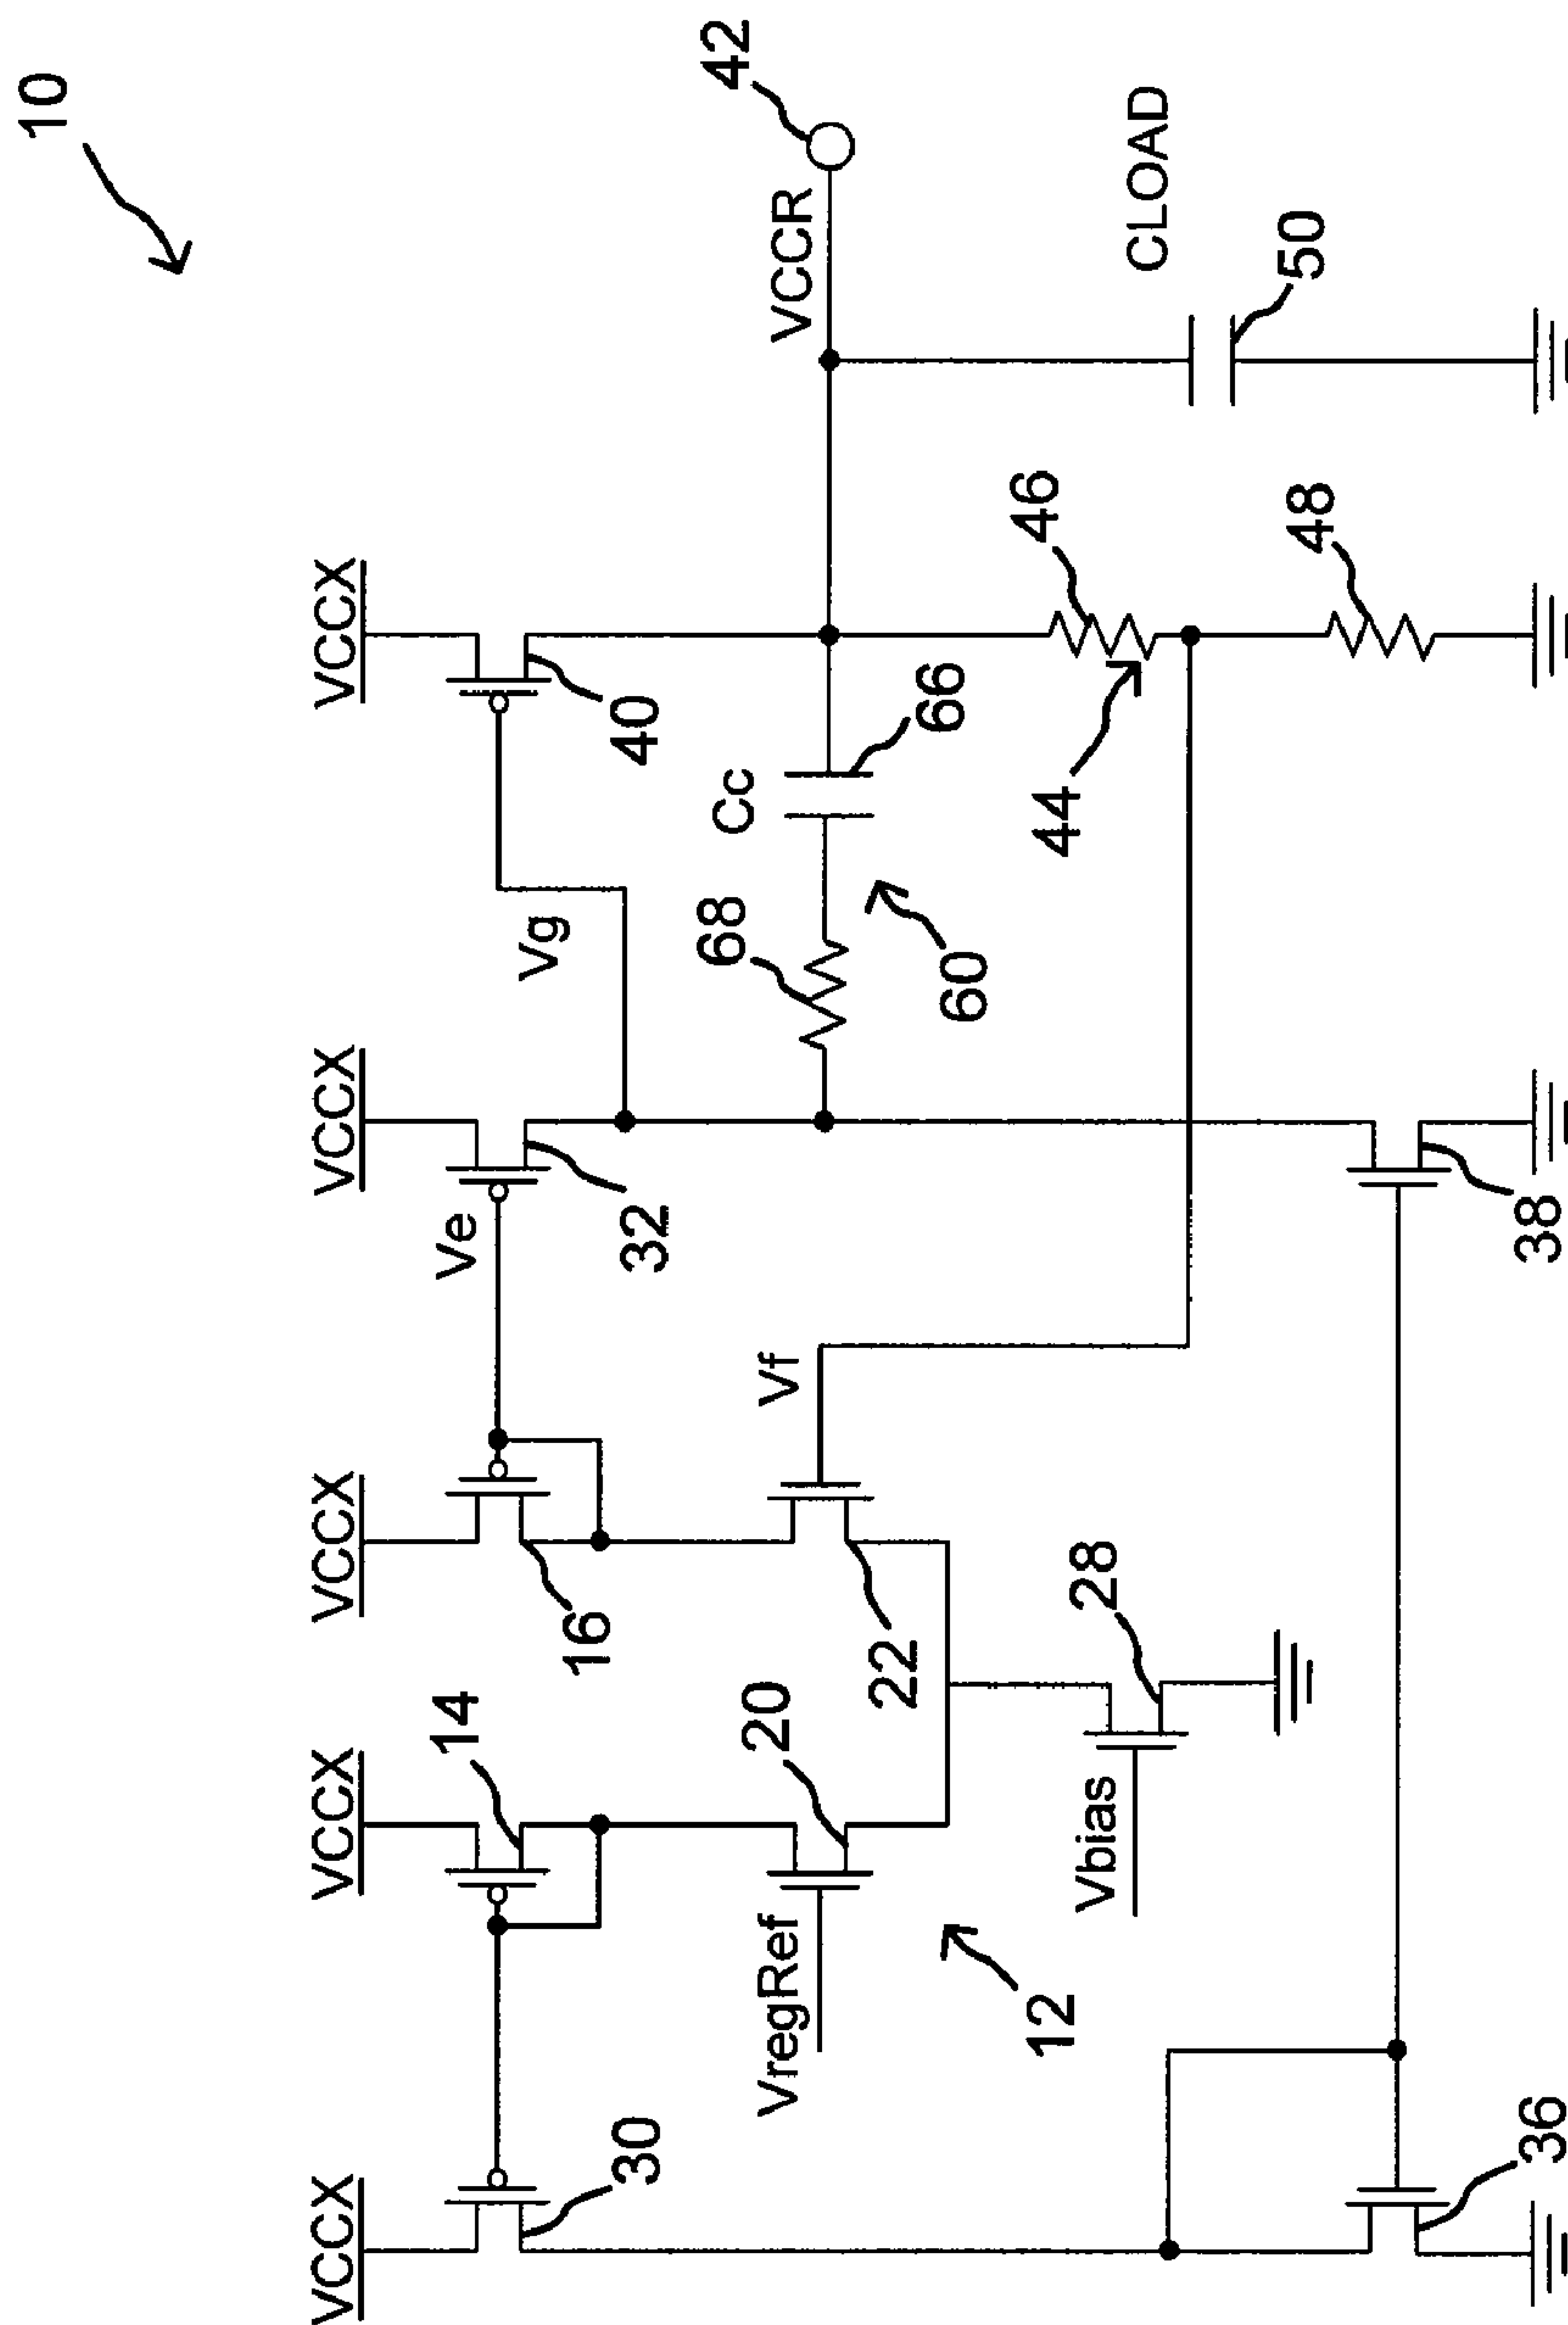 10
VCCX
VCCX
VCCX
VCCX
VCCX
14
16
Ve
Vg
30
32
40
42
VCCR
VregRef
20
Vf
68
Cc
66
22
60
12
Vbias
28
44
46
CLOAD
50
48
36
38